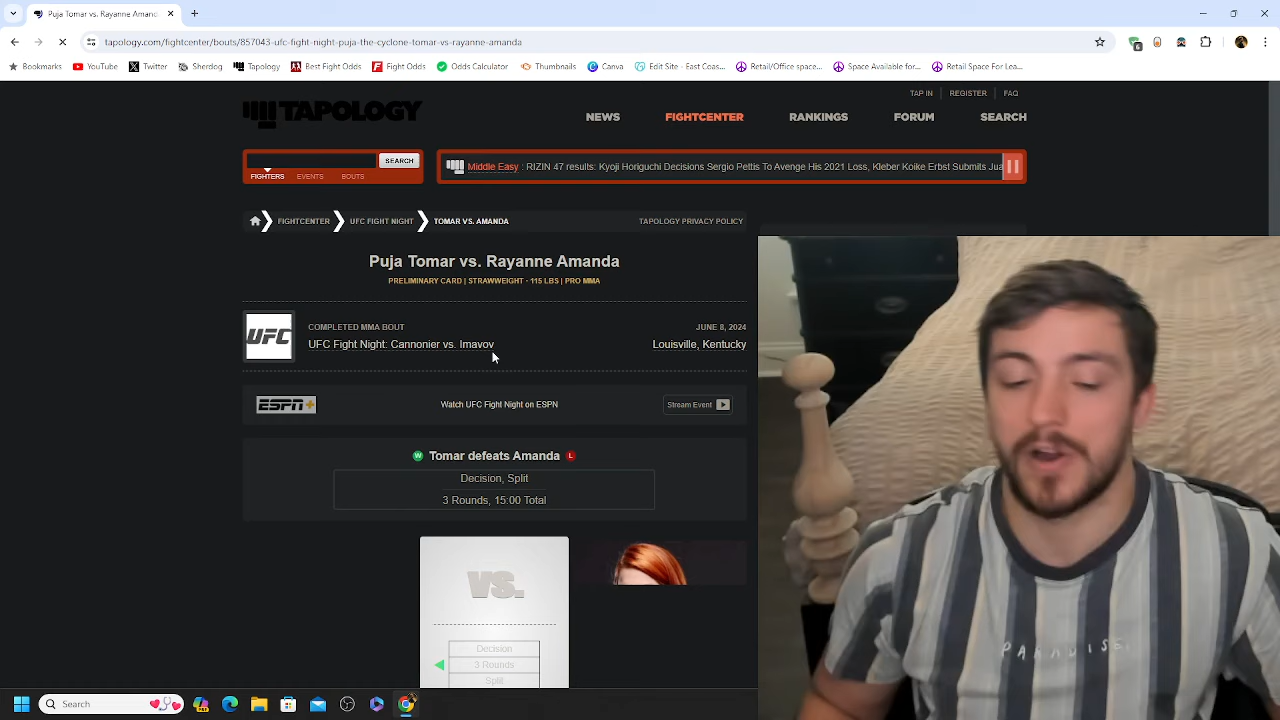 Puja Tomar vs. Rayanne Amand
tapology.com/fightcenter/bouts/857043-ufc-fight-night-puja-the-cyclone-tomar-vs-rayanne-amanda
6
Bookmarks YouTube Twitter Sherdog Tapology Best Fight Odds Fight Odds Odds Calculator Thumbnails Canva Edit Site - East Coas... Retail/retail space for... Space Available for... Retail Space For Lea...
TAP IN REGISTER FAQ
TAPOLOGY
NEWS FIGHTCENTER RANKINGS FORUM SEARCH
SEARCH
FIGHTERS EVENTS BOUTS
Middle Easy : RIZIN 47 results: Kyoji Horiguchi Decisions Sergio Pettis To Avenge His 2021 Loss, Kleber Koike Erbst Submits Jua
FIGHTCENTER UFC FIGHT NIGHT TOMAR VS. AMANDA TAPOLOGY PRIVACY POLICY
Puja Tomar vs. Rayanne Amanda
PRELIMINARY CARD | STRAWWEIGHT · 115 LBS | PRO MMA
UFC
COMPLETED MMA BOUT
UFC Fight Night: Cannonier vs. Imavov
JUNE 8, 2024
Louisville, Kentucky
ESPN+ Watch UFC Fight Night on ESPN Stream Event
W Tomar defeats Amanda L
Decision, Split
3 Rounds, 15:00 Total
VS.
Decision
3 Rounds
Split
PARADISE.
Search